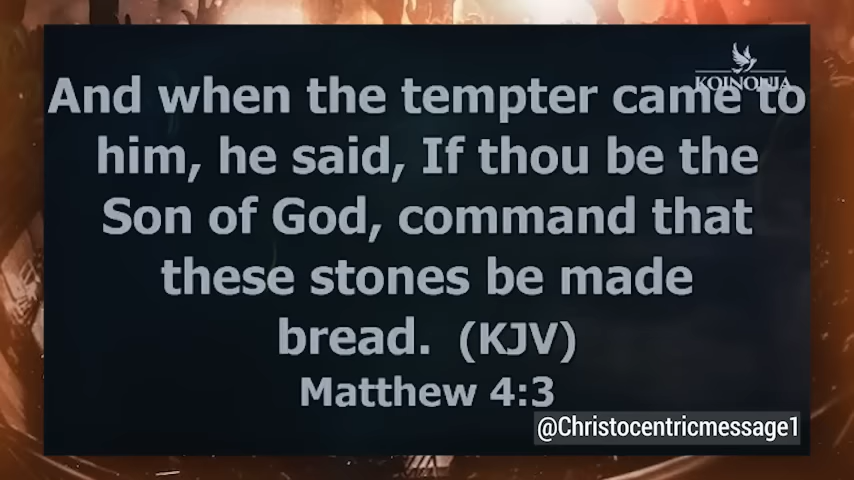 KOINONIA
And when the tempter came to
him, he said, If thou be the
Son of God, command that
these stones be made
bread. (KJV)
Matthew 4:3
@Christocentricmessage1